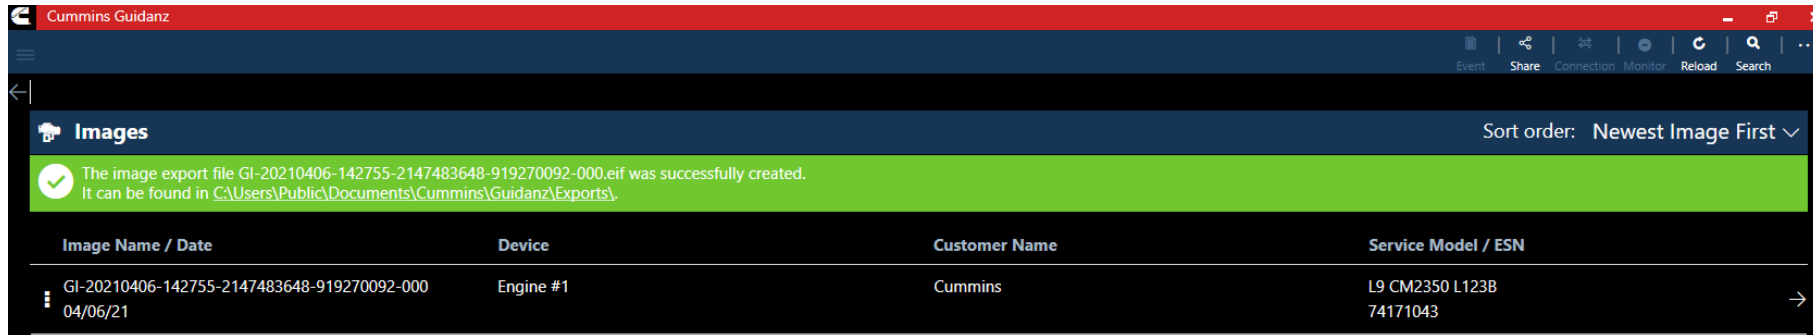 Cummins Guidanz
Event Share Connection Monitor Reload Search
Images
Sort order: Newest Image First
The image export file GI-20210406-142755-2147483648-919270092-000.eif was successfully created.
It can be found in C:\Users\Public\Documents\Cummins\Guidanz\Exports\.
Image Name / Date Device Customer Name Service Model / ESN
GI-20210406-142755-2147483648-919270092-000 Engine #1 Cummins L9 CM2350 L123B
04/06/21 74171043